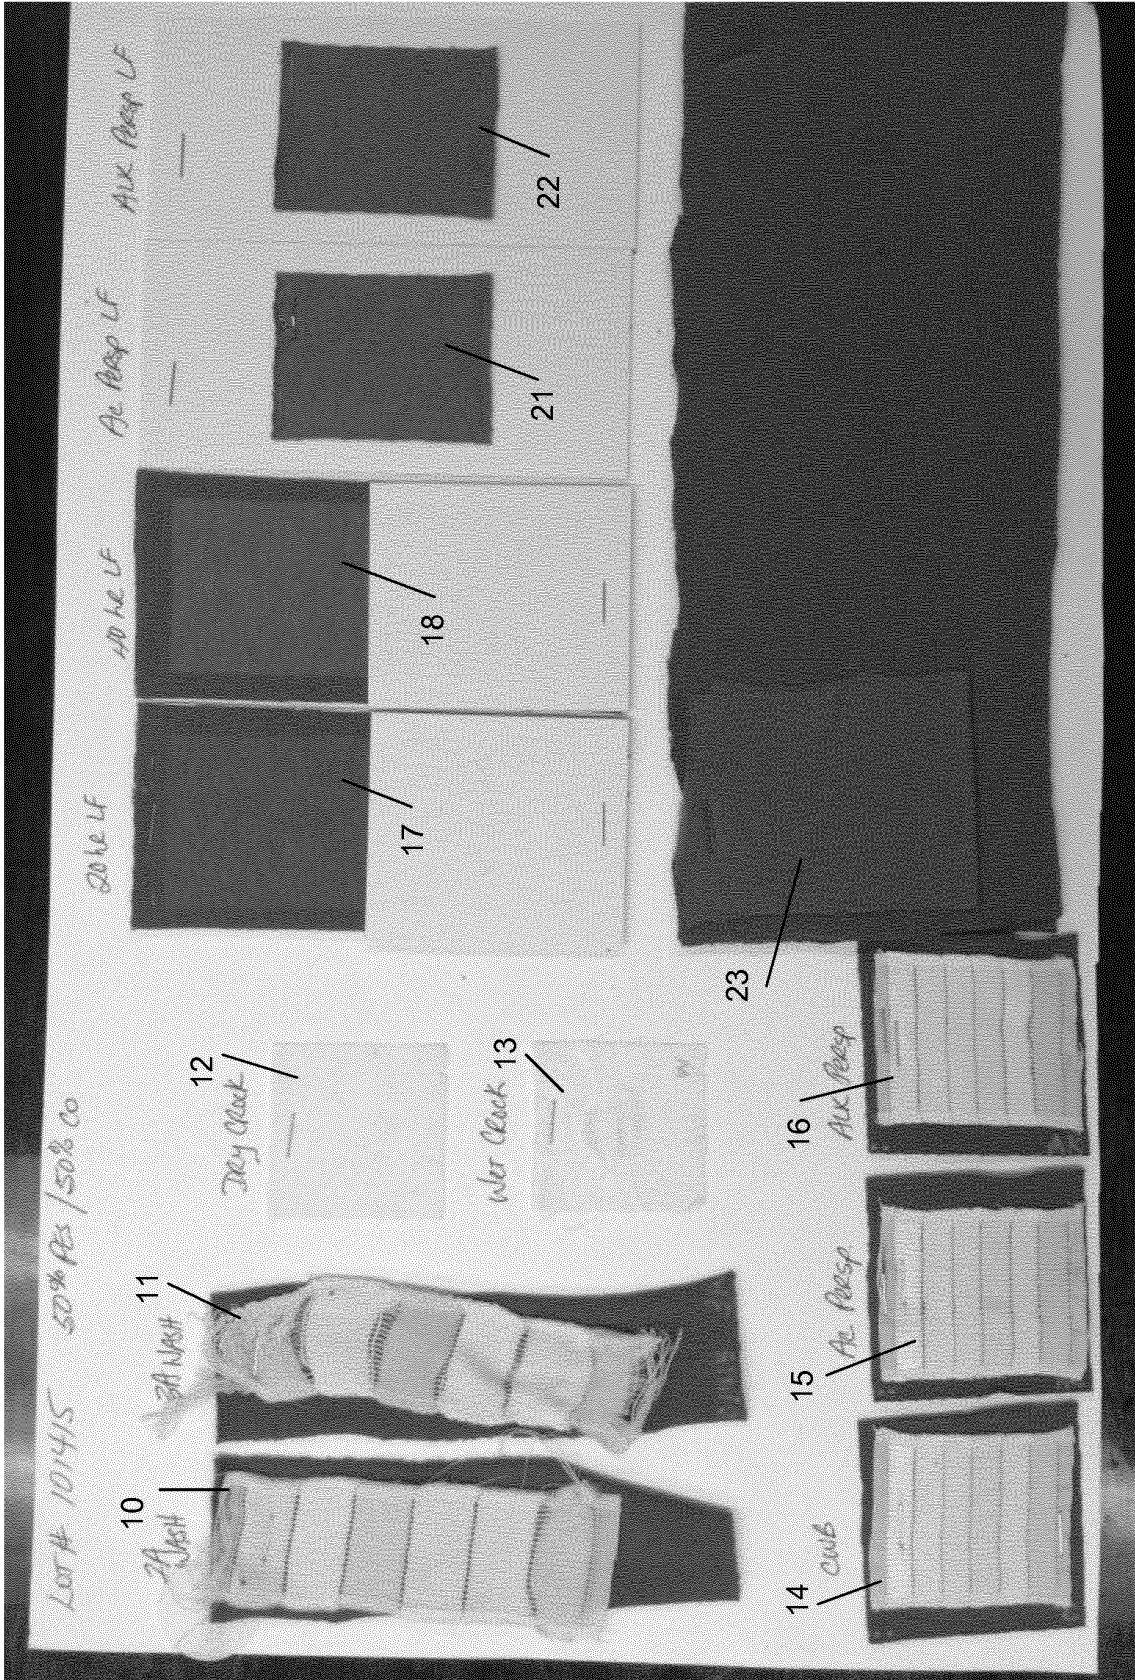 LOT # 101415 50% PES / 50% CO
2A WASH
3A WASH
DRY CROCK
20 hr LF
40 hr LF
Ac. Persp LF
ALK Persp LF
10
11
12
17
18
21
22
Wet Crock
13
CWB
Ac. Persp
ALK Persp
14
15
16
23